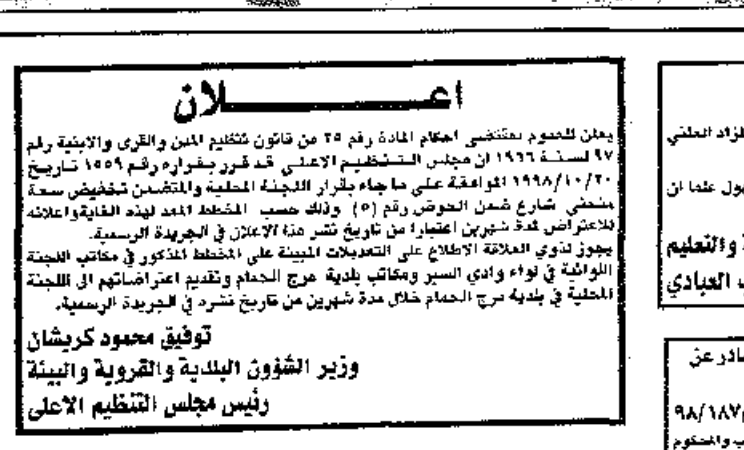 اعـــــــــلان
يعلن للعموم بمقتضى احكام المادة رقم ٢٥ من قانون تنظيم المدن والقرى والابنية رقم
٧٩ لسنة ١٩٦٦ ان مجلس التنظيم الاعلى قد قرر بقراره رقم ١٥٥٩ تاريخ
١٩٩٨/١٠/٢٠ الموافقة على ما جاء بقرار اللجنة المحلية والمتضمن تخفيض سعة
منحنى شارع ضمن الحوض رقم (٥) وذلك حسب المخطط المعد لهذه الغاية واعلانه
للاعتراض لمدة شهرين اعتبارا من تاريخ نشر هذا الاعلان في الجريدة الرسمية.
يجوز لذوي العلاقة الاطلاع على التعديلات المبينة على المخطط المذكور في مكاتب اللجنة
اللوائية في لواء وادي السير ومكاتب بلدية مرج الحمام وتقديم اعتراضاتهم الى اللجنة
المحلية في بلدية مرج الحمام خلال مدة شهرين من تاريخ نشره في الجريدة الرسمية.
توفيق محمود كريشان
وزير الشؤون البلدية والقروية والبيئة
رئيس مجلس التنظيم الاعلى
العلني
علما ان
والتعليم
العبادي
عن
٩٨/١٨٧
والمحكوم